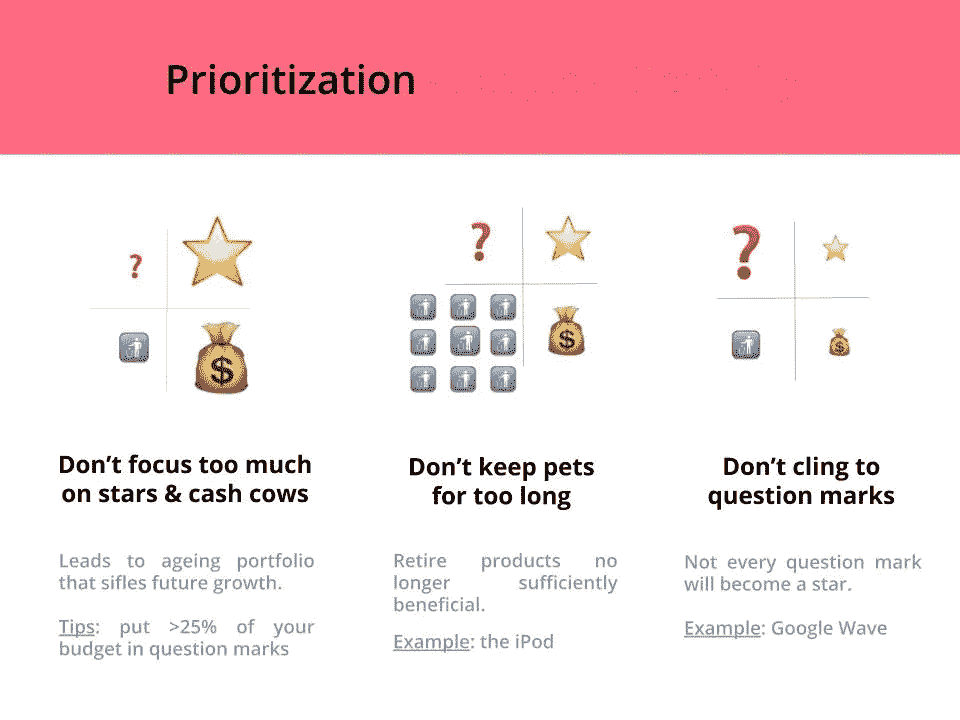 Prioritization
Don't focus too much
on stars & cash cows
Leads to ageing portfolio
that sifles future growth.
Tips: put >25% of your
budget in question marks
Don't keep pets
for too long
Retire products no
longer sufficiently
beneficial.
Example: the iPod
Don't cling to
question marks
Not every question mark
will become a star.
Example: Google Wave